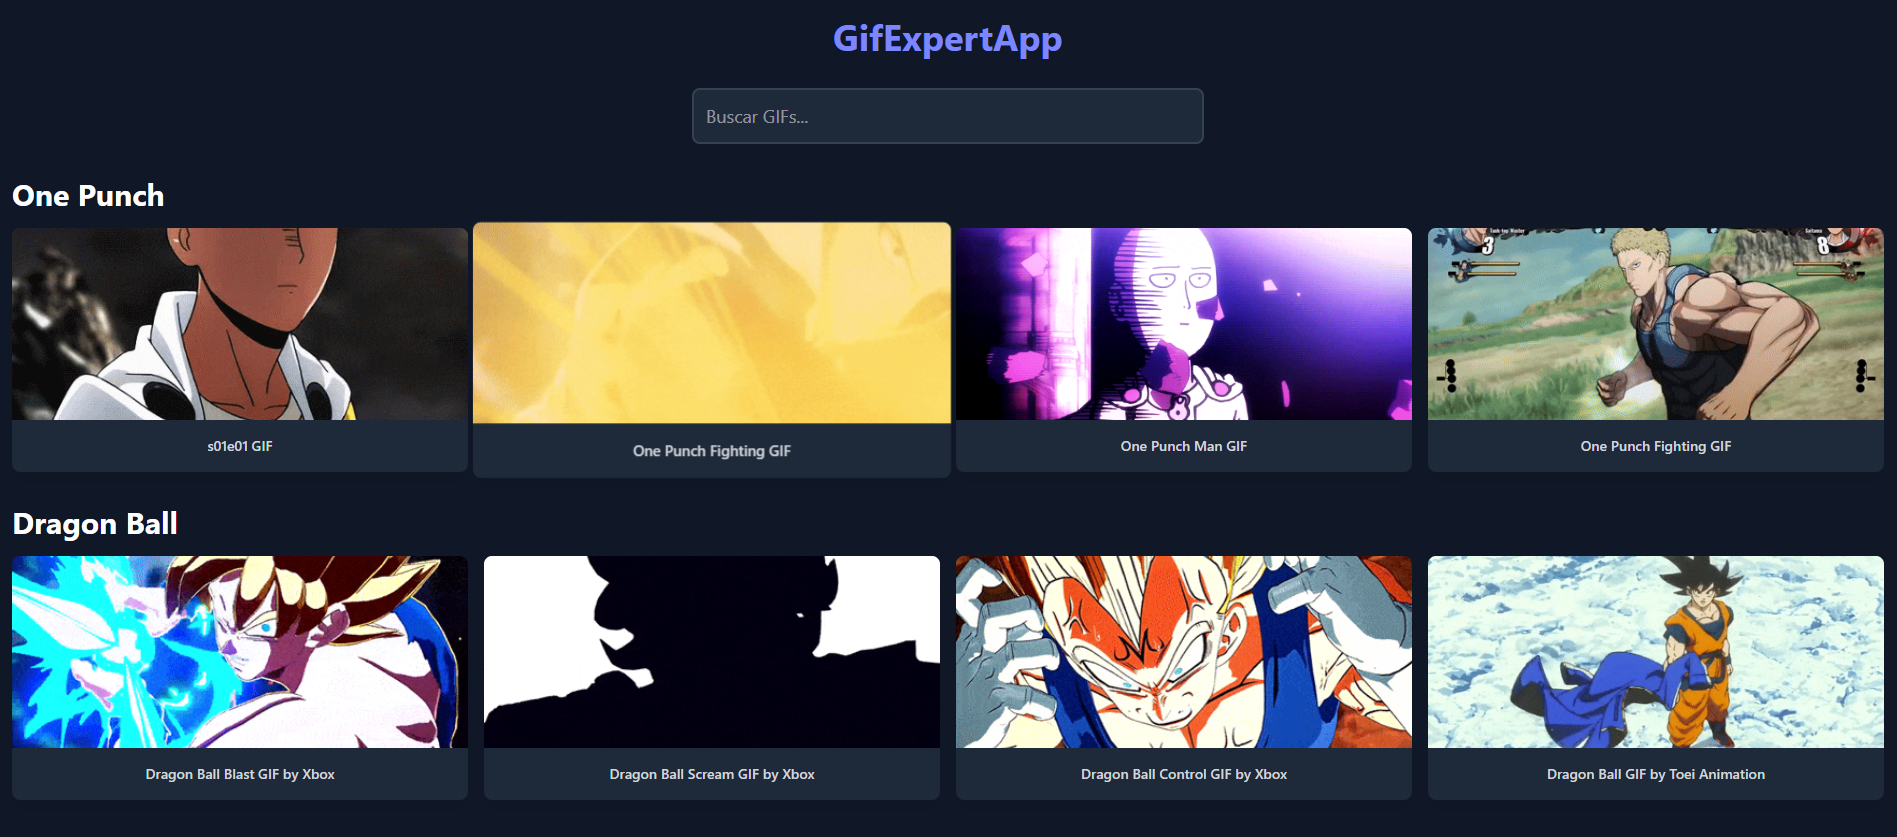 GifExpertApp
Buscar GIFs...
One Punch
3
Saitama
8
s01e01 GIF
One Punch Fighting GIF
One Punch Man GIF
One Punch Fighting GIF
Dragon Ball
Dragon Ball Blast GIF by Xbox
Dragon Ball Scream GIF by Xbox
Dragon Ball Control GIF by Xbox
Dragon Ball GIF by Toei Animation